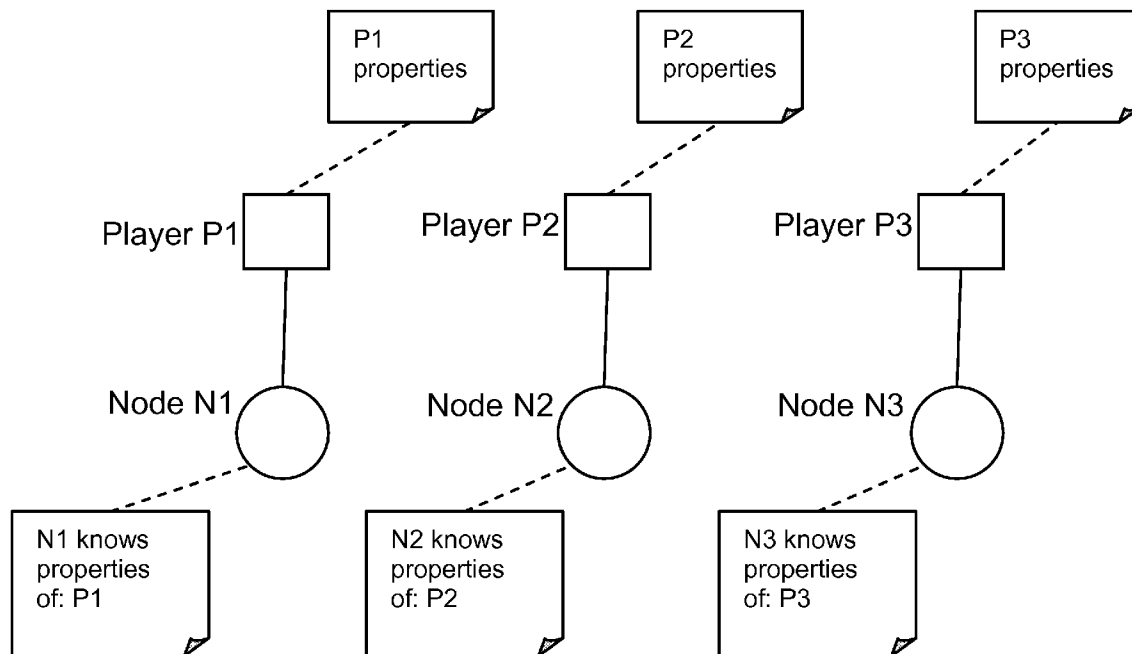 P1
properties
P2
properties
P3
properties
Player P1
Player P2
Player P3
Node N1
Node N2
Node N3
N1 knows
properties
of: P1
N2 knows
properties
of: P2
N3 knows
properties
of: P3